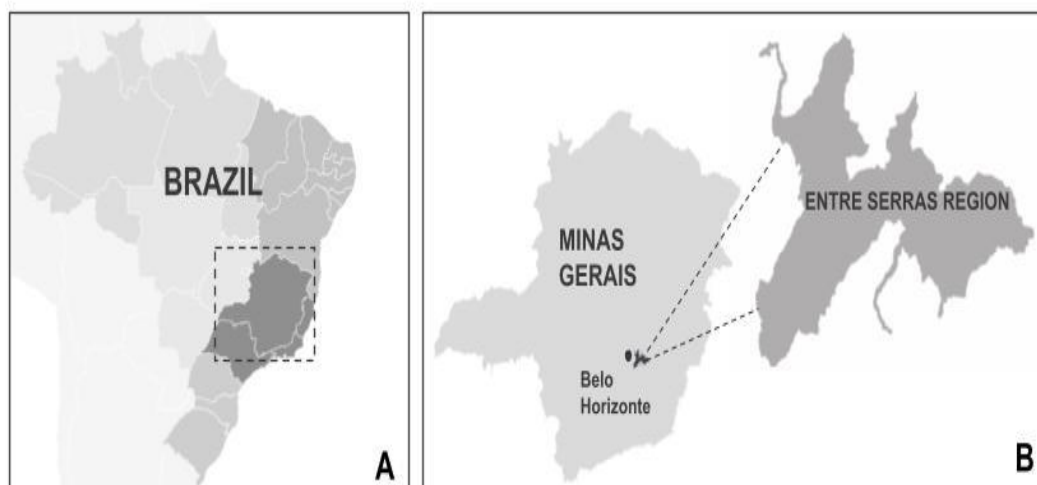 BRAZIL
A
MINAS
GERAIS
Belo
Horizonte
ENTRE SERRAS REGION
B